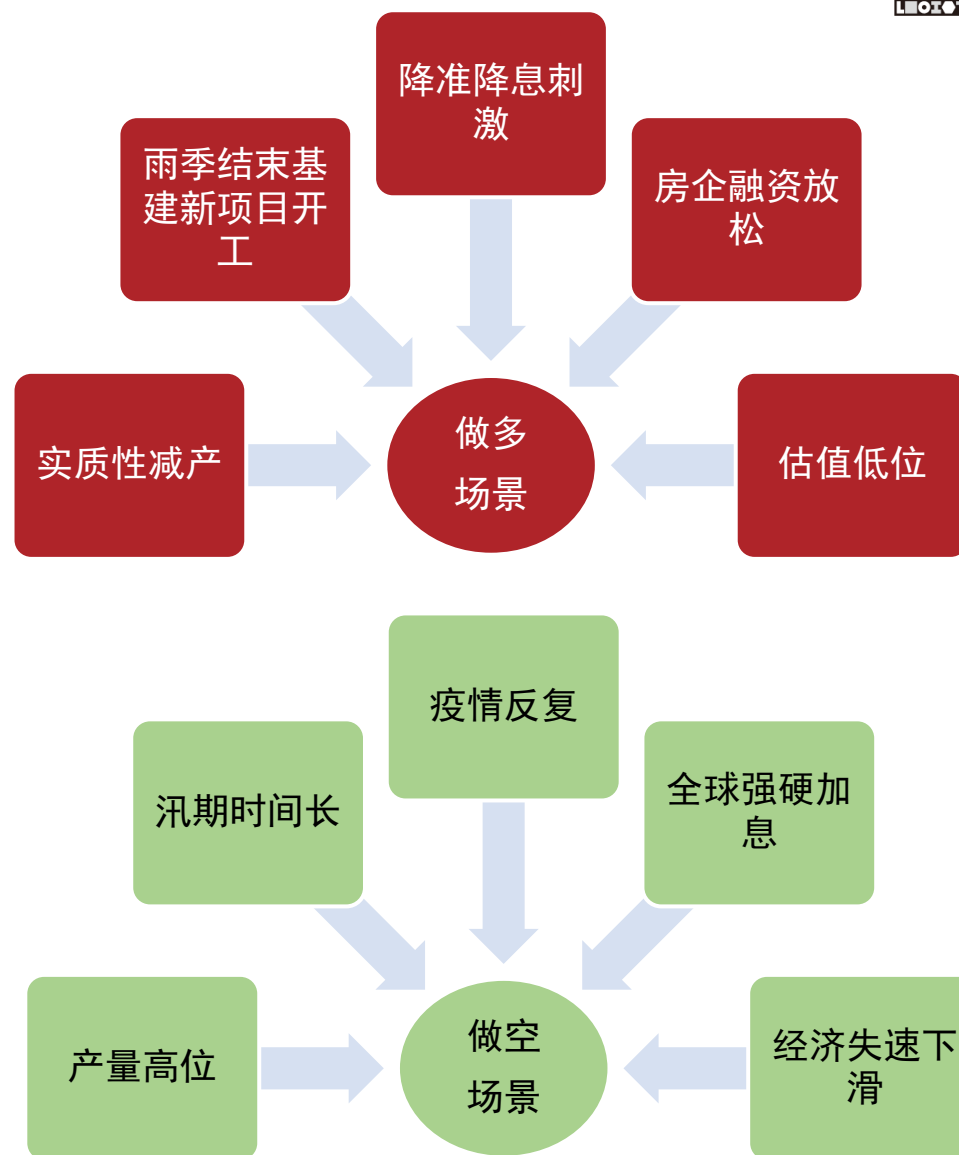 降准降息刺
激
雨季结束基
建新项目开
工
房企融资放
松
实质性减产
做多
场景
估值低位
疫情反复
汛期时间长
全球强硬加
息
产量高位
做空
场景
经济失速下
滑